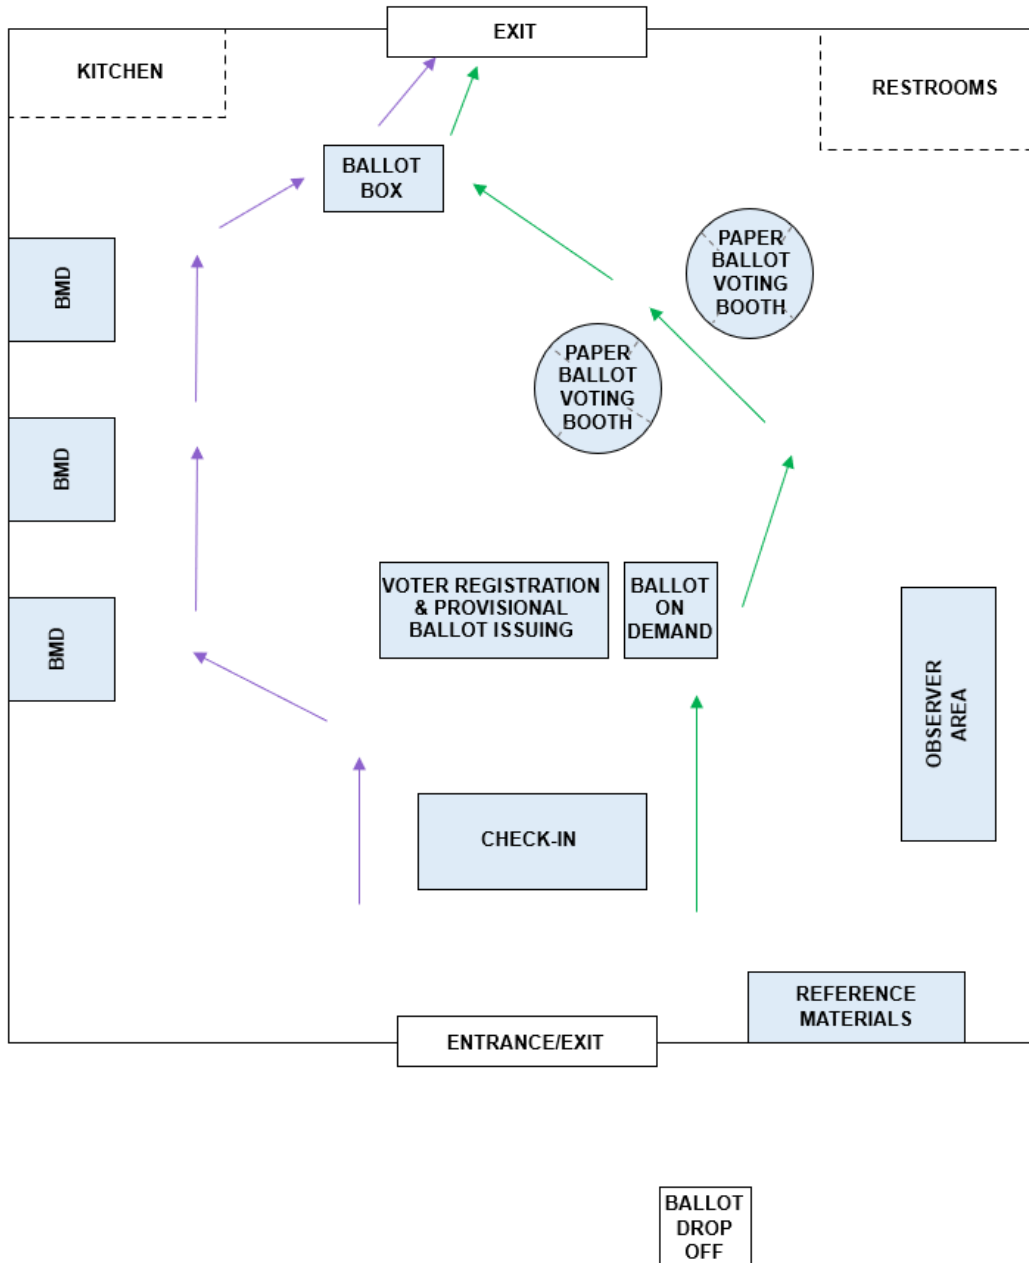 EXIT
KITCHEN
RESTROOMS
BALLOT
BOX
PAPER
BALLOT
VOTING
BOOTH
BMD
PAPER
BALLOT
VOTING
BOOTH
BMD
VOTER REGISTRATION
& PROVISIONAL
BALLOT ISSUING
BALLOT
ON
DEMAND
BMD
OBSERVER
AREA
CHECK-IN
REFERENCE
MATERIALS
ENTRANCE/EXIT
BALLOT
DROP
OFF